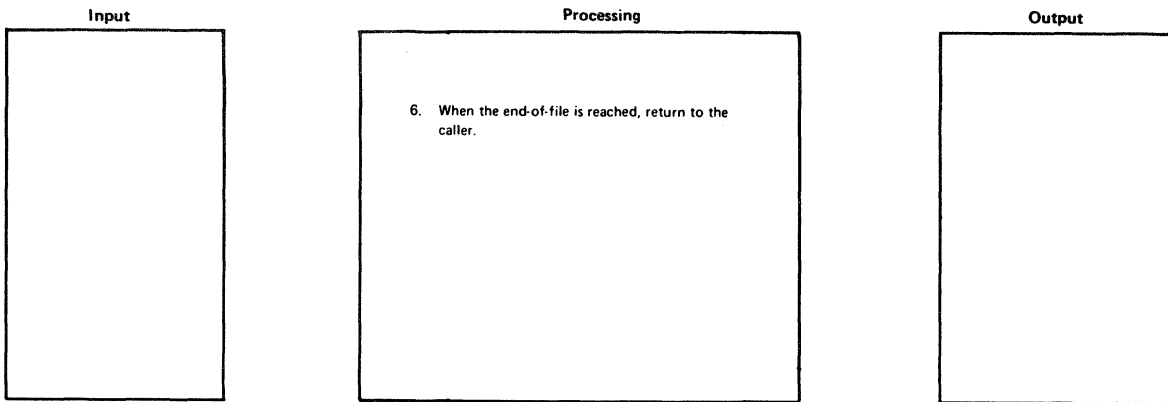 Input
Processing
Output
6. When the end-of-file is reached, return to the
caller.